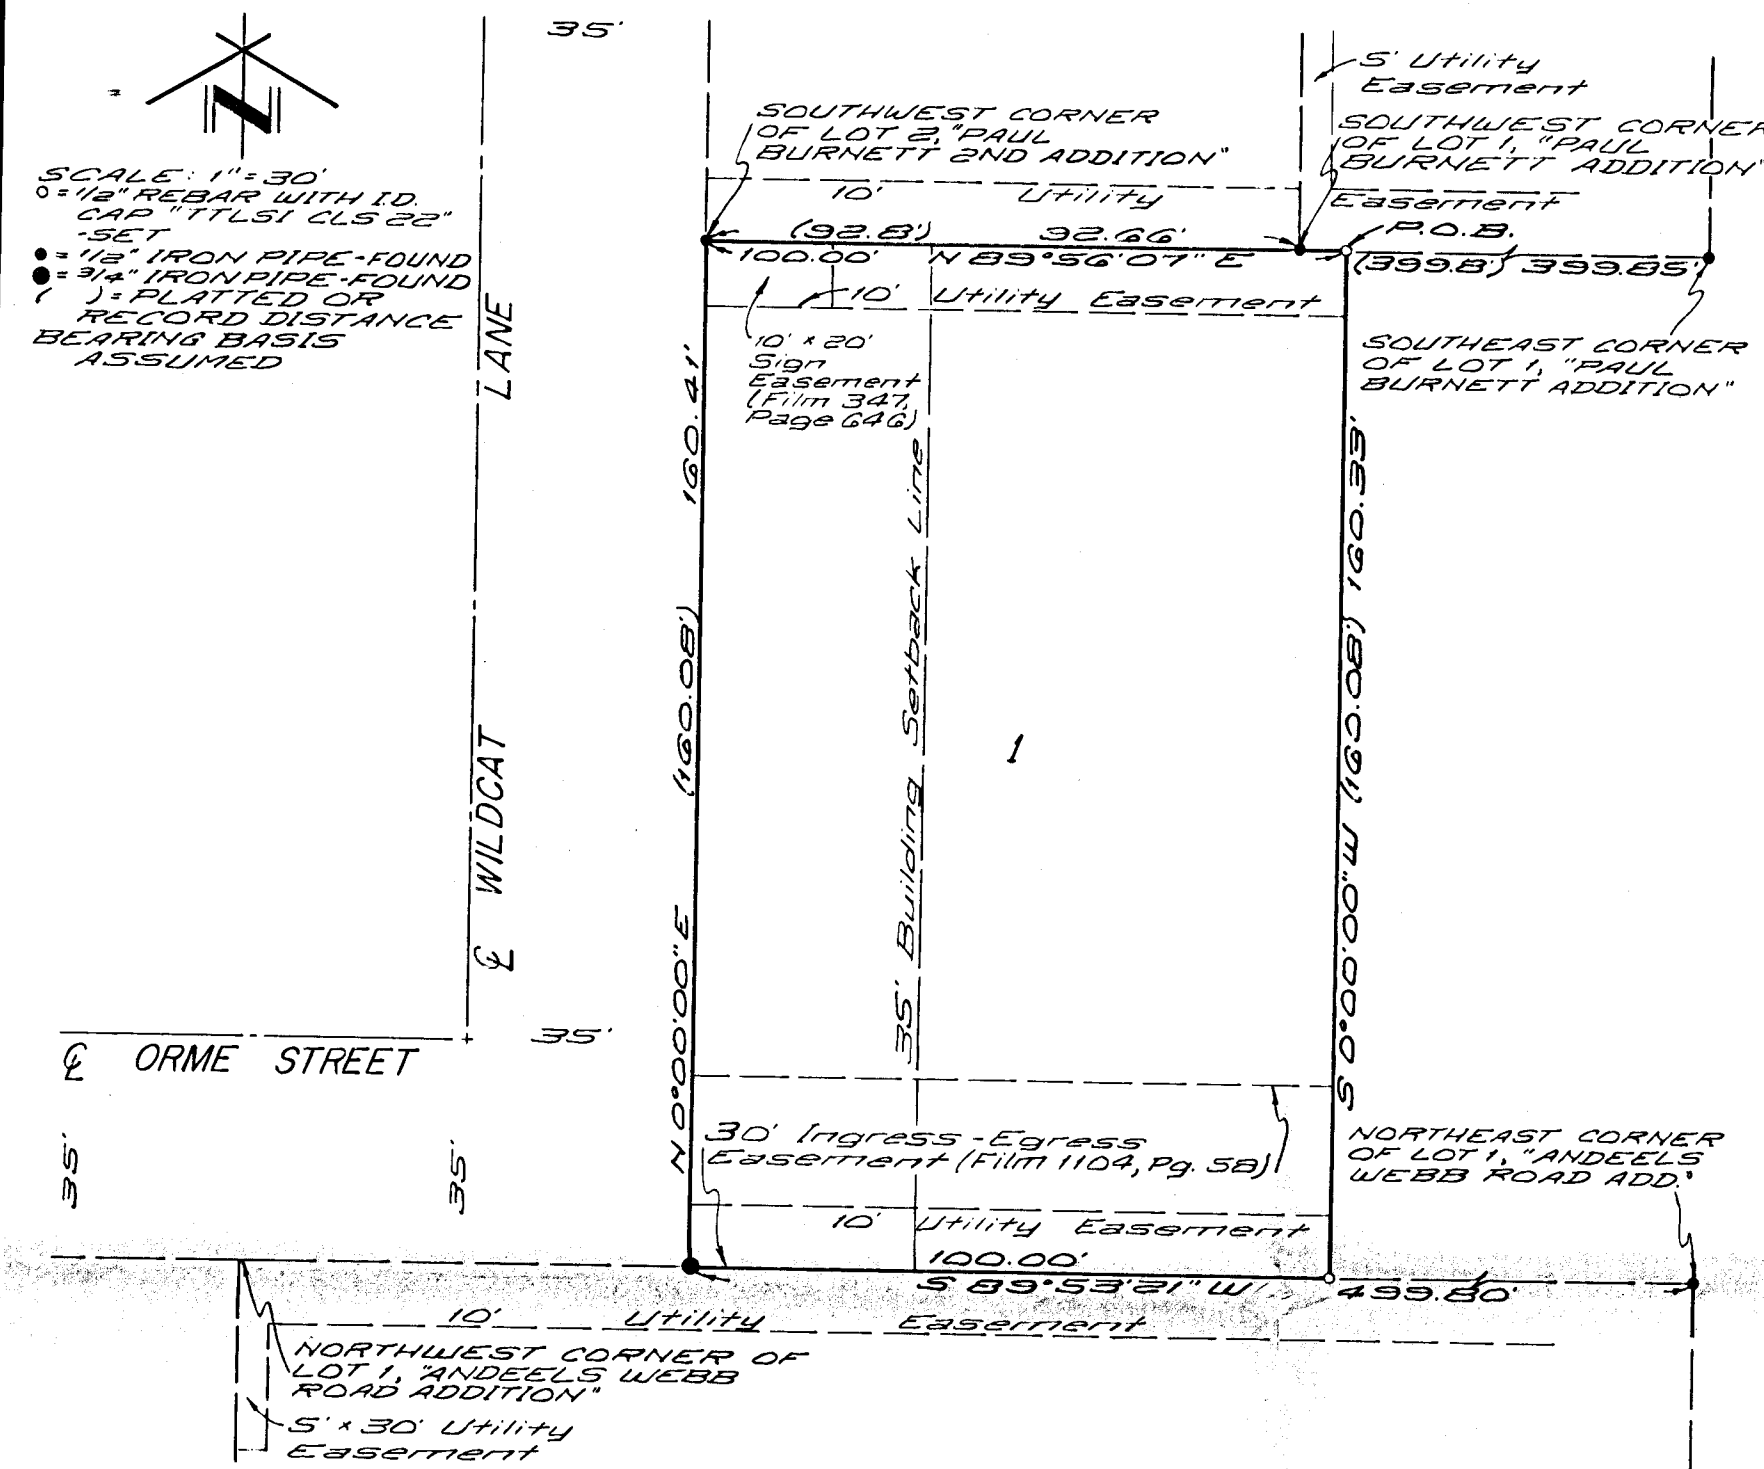 35'
N
SCALE: 1"=30'
o = 1/2" REBAR WITH I.D.
CAP "TTLSI CLS 22"
-SET
● = 1/2" IRON PIPE-FOUND
● = 3/4" IRON PIPE-FOUND
( ) = PLATTED OR
RECORD DISTANCE
BEARING BASIS
ASSUMED
SOUTHWEST CORNER
OF LOT 2, "PAUL
BURNETT 2ND ADDITION"
5' Utility
Easement
SOUTHWEST CORNER
OF LOT 1, "PAUL
BURNETT ADDITION"
10' Utility Easement
(92.8') 92.66'
P.O.B.
100.00' N 89°56'07" E
(399.8') 399.85'
10' Utility Easement
10' x 20'
Sign
Easement
(Film 347,
Page 646)
SOUTHEAST CORNER
OF LOT 1, "PAUL
BURNETT ADDITION"
℄ WILDCAT LANE
N 0°00'00" E (160.08') 160.41'
35' Building Setback Line
1
S 0°00'00" W (160.08') 160.33'
35'
℄ ORME STREET
35'
35'
30' Ingress-Egress
Easement (Film 1104, Pg. 58)
NORTHEAST CORNER
OF LOT 1, "ANDEELS
WEBB ROAD ADD."
10' Utility Easement
100.00'
S 89°53'21" W
499.80'
10' Utility Easement
NORTHWEST CORNER OF
LOT 1, "ANDEELS WEBB
ROAD ADDITION"
5' x 30' Utility
Easement